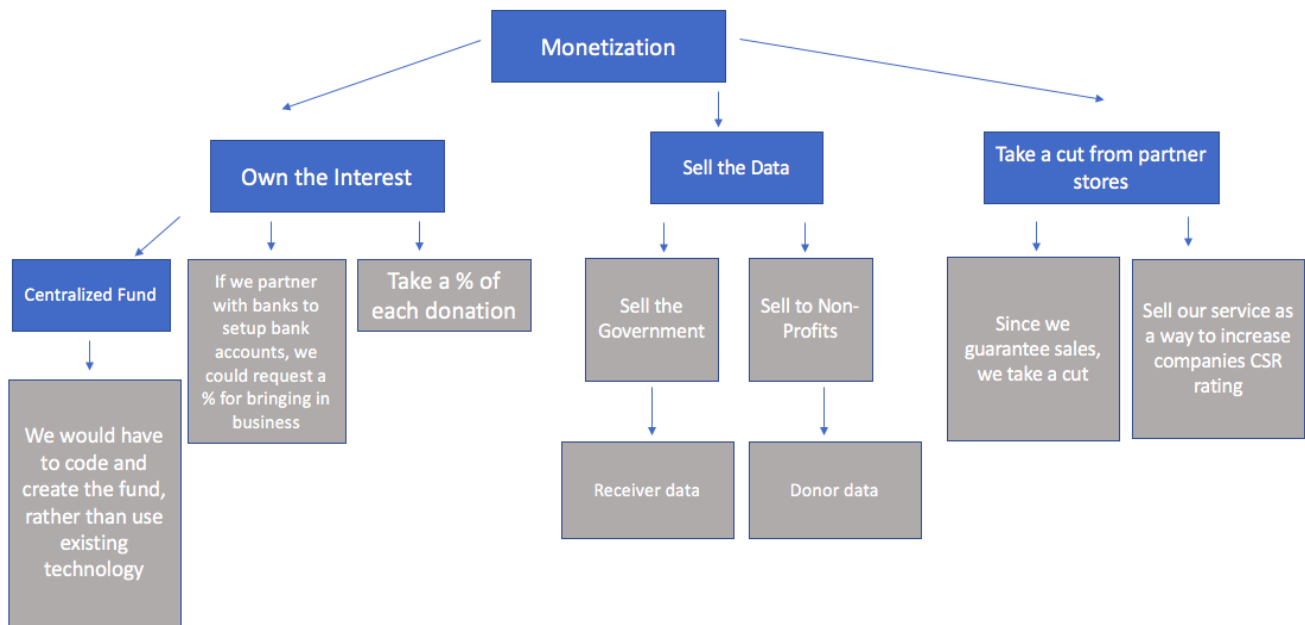 Monetization
Own the Interest
Sell the Data
Take a cut from partner
stores
Centralized Fund
If we partner
with banks to
setup bank
accounts, we
could request a
% for bringing in
business
Take a % of
each donation
Sell the
Government
Sell to Non-
Profits
Since we
guarantee sales,
we take a cut
Sell our service as
a way to increase
companies CSR
rating
We would have
to code and
create the fund,
rather than use
existing
technology
Receiver data
Donor data